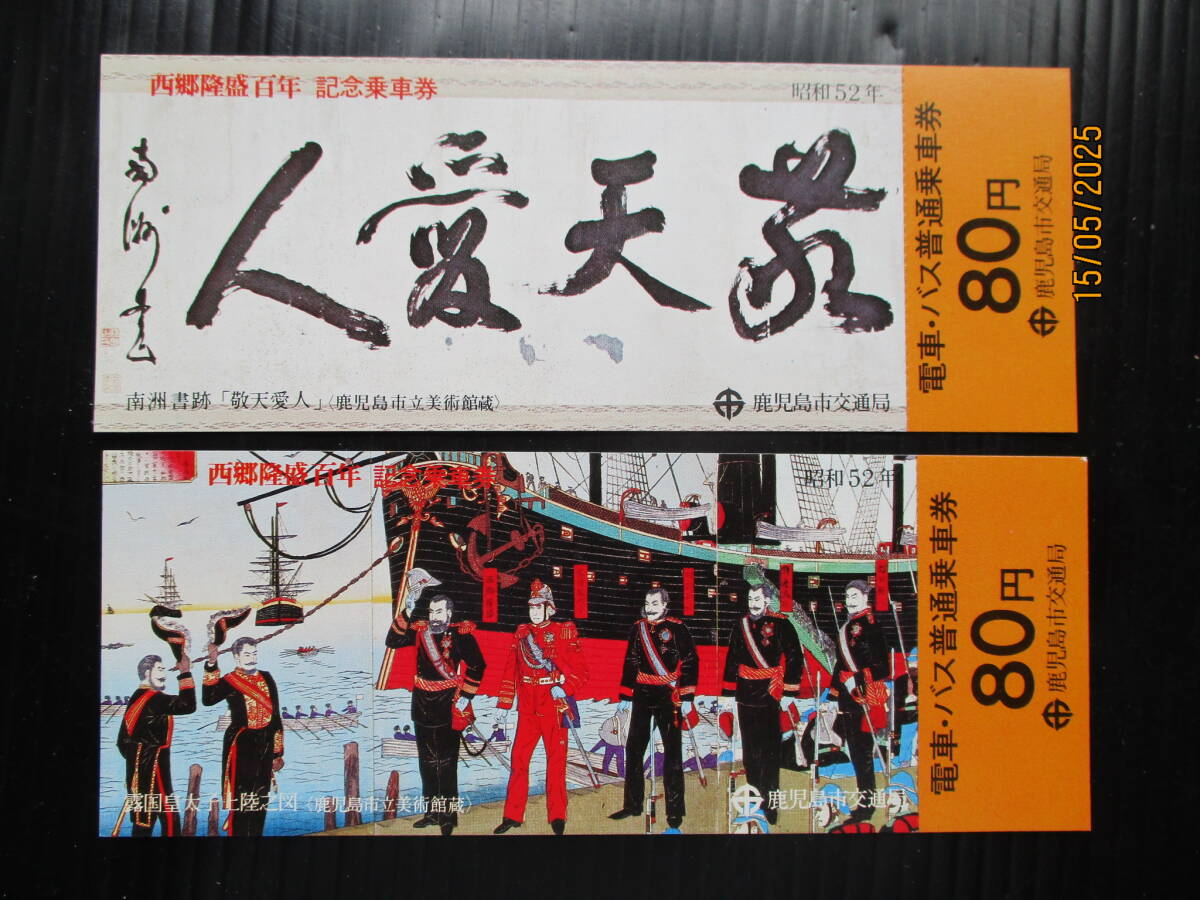 西郷隆盛百年 記念乗車券
昭和52年
敬天愛人
南洲書
南洲書跡「敬天愛人」〈鹿児島市立美術館蔵〉
鹿児島市交通局
電車・バス普通乗車券
80円
鹿児島市交通局
15/05/2025
西郷隆盛百年 記念乗車券
昭和52年
露国皇太子上陸之図〈鹿児島市立美術館蔵〉
鹿児島市交通局
電車・バス普通乗車券
80円
鹿児島市交通局